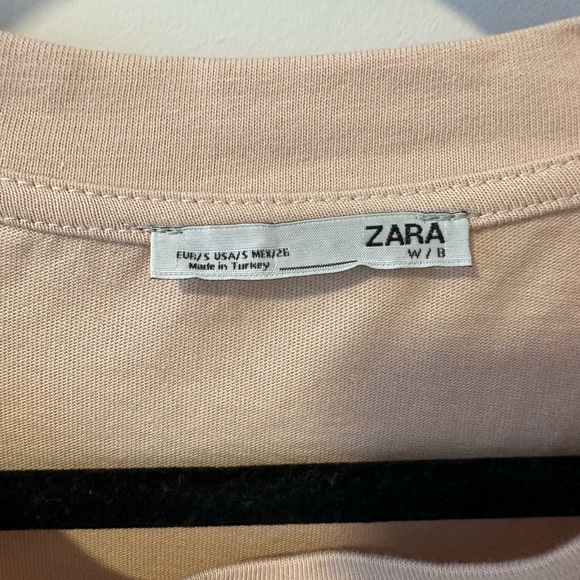 ZARA
W / B
EUR/S USA/S MEX/26
Made in Turkey